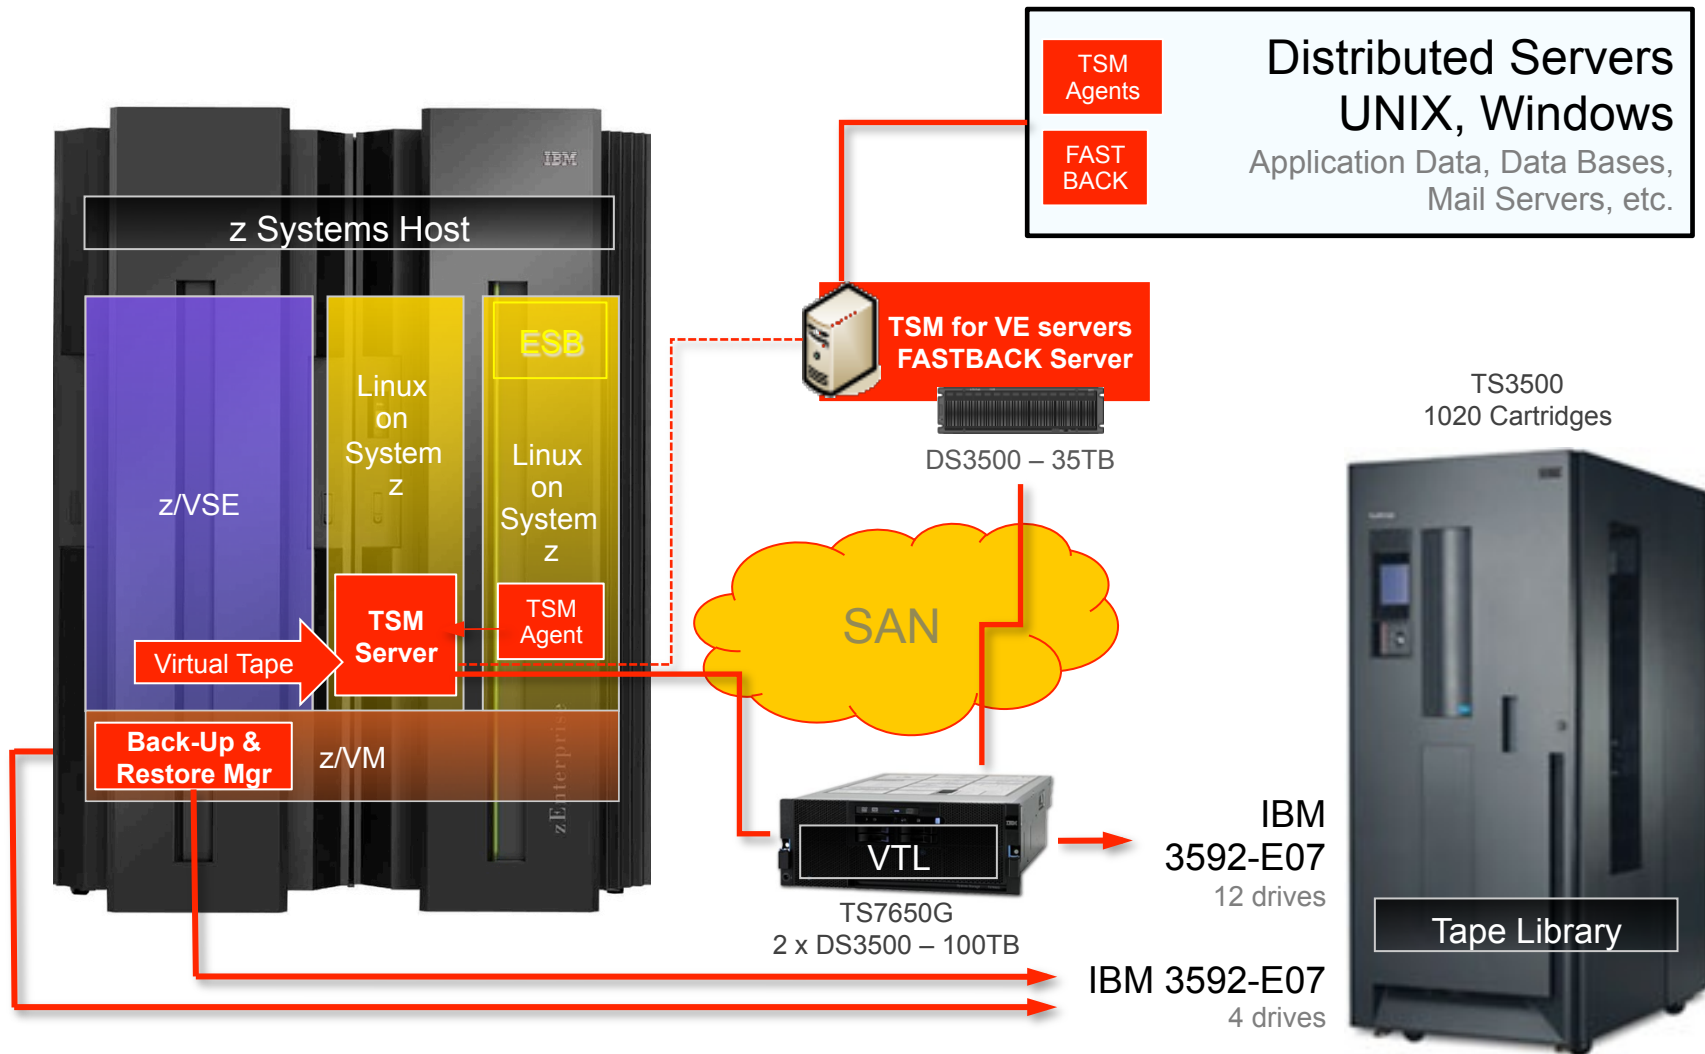 TSM
Agents
FAST
BACK
Distributed Servers
UNIX, Windows
Application Data, Data Bases,
Mail Servers, etc.
IBM
z Systems Host
ESB
Linux
on
System
z
Linux
on
System
z
z/VSE
TSM
Server
TSM
Agent
Virtual Tape
Back-Up &
Restore Mgr
z/VM
zEnterprise
TSM for VE servers
FASTBACK Server
DS3500 – 35TB
SAN
VTL
TS7650G
2 x DS3500 – 100TB
TS3500
1020 Cartridges
IBM
3592-E07
12 drives
IBM 3592-E07
4 drives
Tape Library